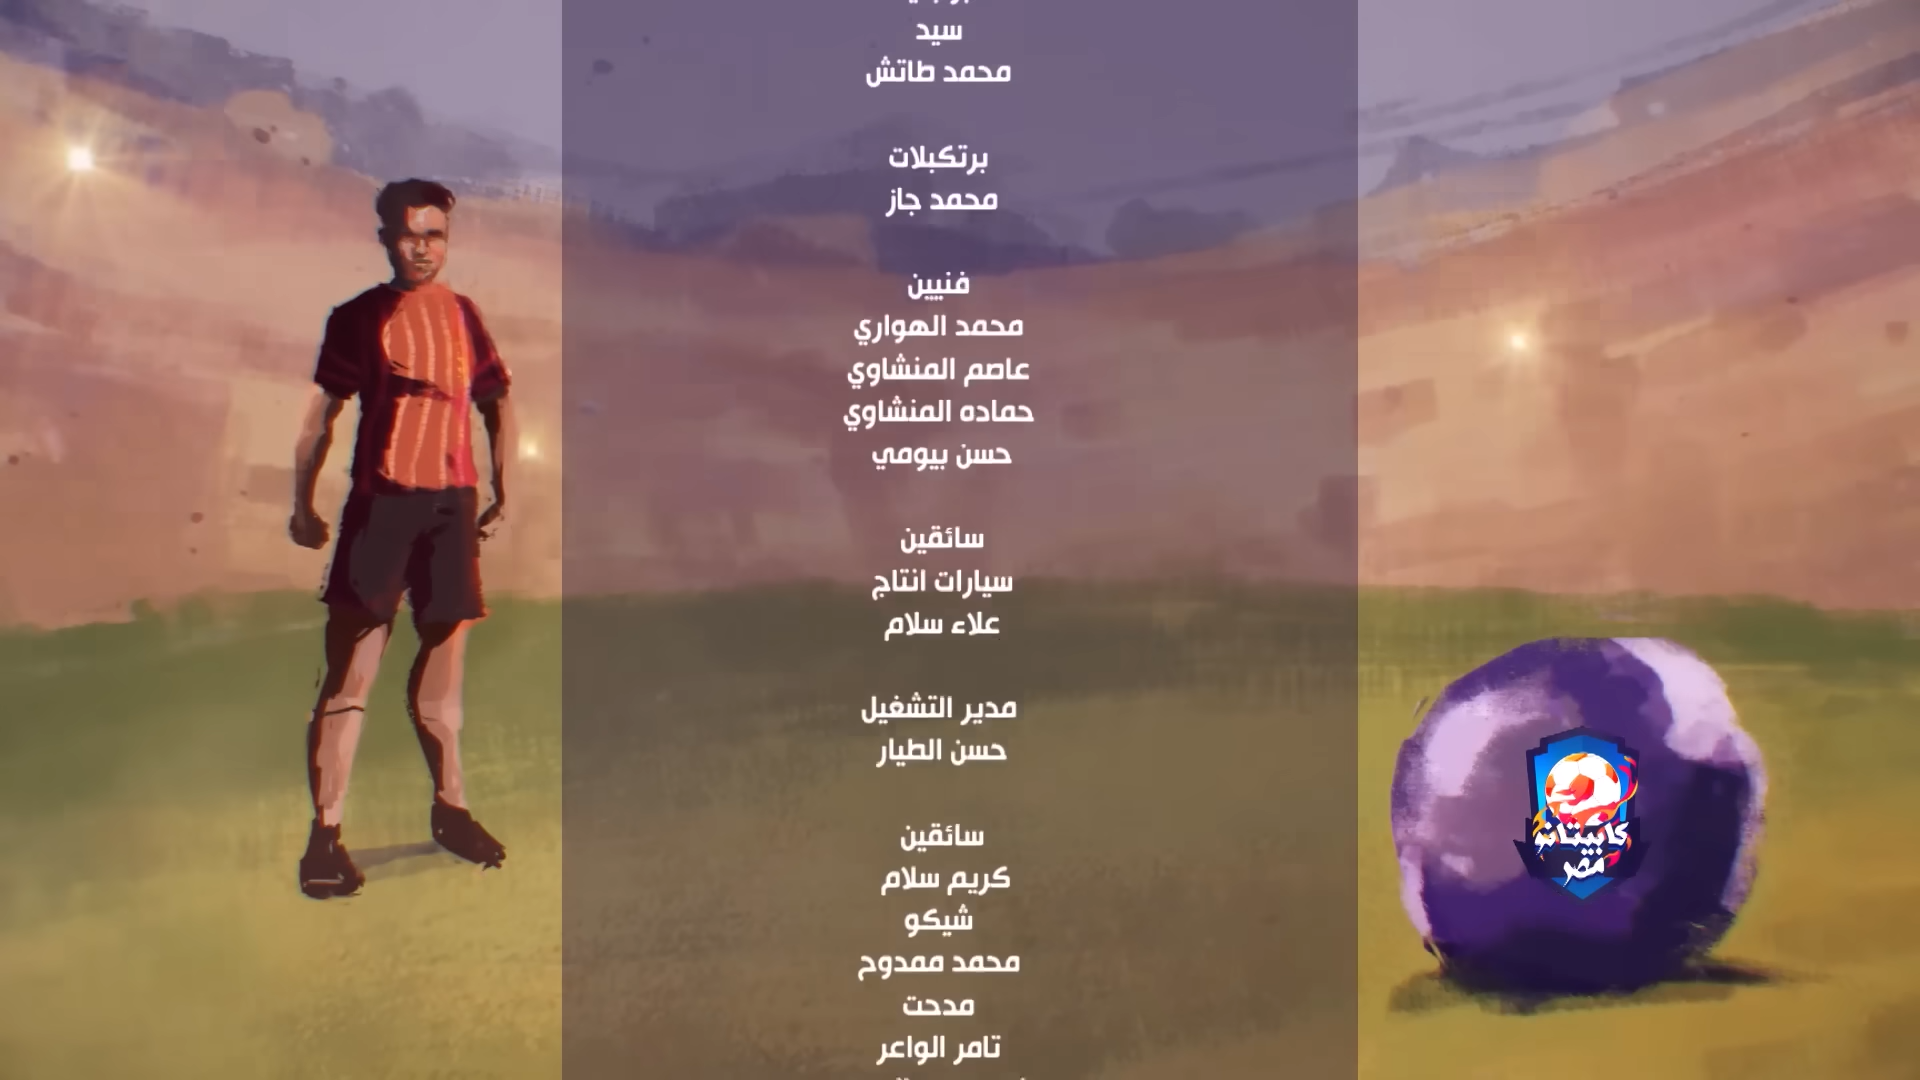 سيد
محمد طاتش
برتكبلات
محمد جاز
فنيين
محمد الهواري
عاصم المنشاوي
حماده المنشاوي
حسن بيومي
سائقين
سيارات انتاج
علاء سلام
مدير التشغيل
حسن الطيار
سائقين
كريم سلام
شيكو
محمد ممدوح
مدحت
تامر الواعر
كابيتانو
مصر